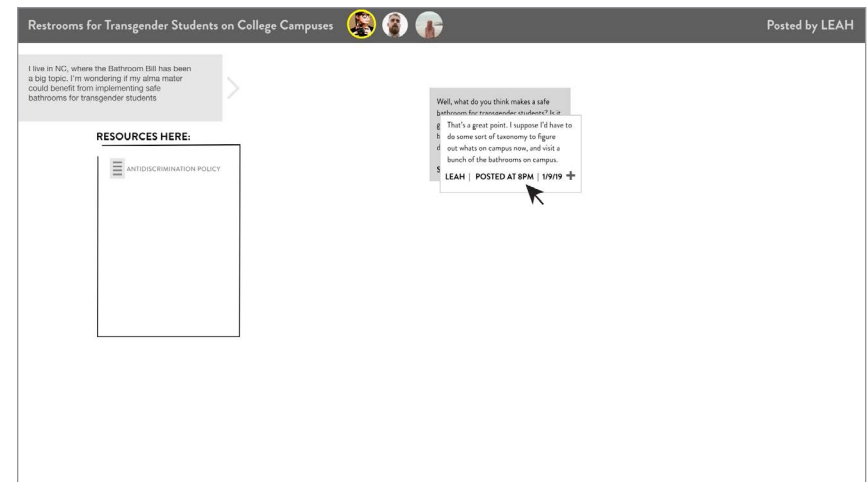 Restrooms for Transgender Students on College Campuses
Posted by LEAH
I live in NC, where the Bathroom Bill has been
a big topic. I'm wondering if my alma mater
could benefit from implementing safe
bathrooms for transgender students
RESOURCES HERE:
ANTIDISCRIMINATION POLICY
Well, what do you think makes a safe
bathroom for transgender students? Is it
That's a great point. I suppose I'd have to
do some sort of taxonomy to figure
out whats on campus now, and visit a
bunch of the bathrooms on campus.
LEAH | POSTED AT 8PM | 1/9/19 +